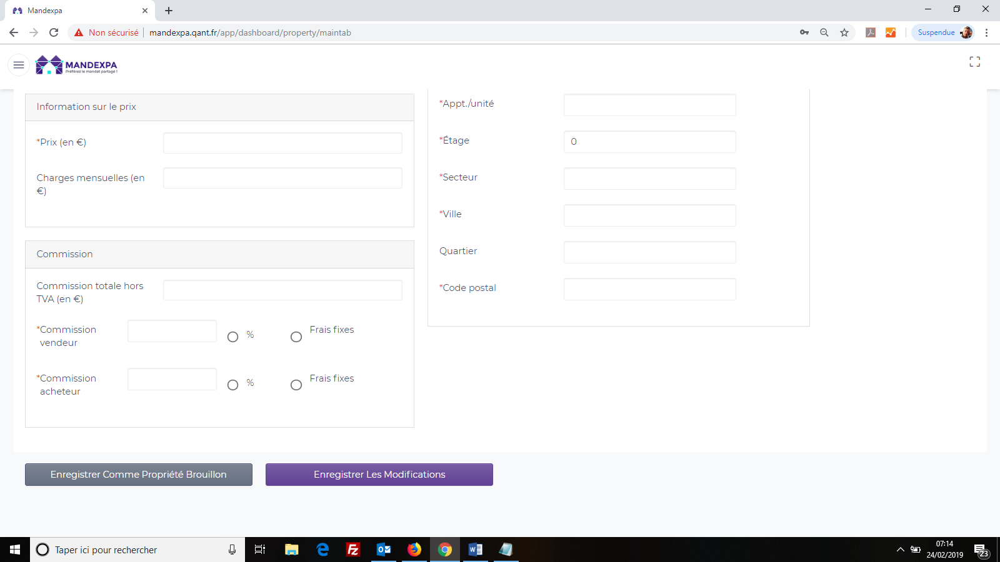 Mandexpa
Non sécurisé
mandexpa.qant.fr/app/dashboard/property/maintab
Suspendue
MANDEXPA
Préférez le mandat partagé !
Information sur le prix
*Prix (en €)
Charges mensuelles (en
€)
Commission
Commission totale hors
TVA (en €)
*Commission
vendeur
%
Frais fixes
*Commission
acheteur
%
Frais fixes
*Appt./unité
*Étage
0
*Secteur
*Ville
Quartier
*Code postal
Enregistrer Comme Propriété Brouillon
Enregistrer Les Modifications
Taper ici pour rechercher
07:14
24/02/2019
23